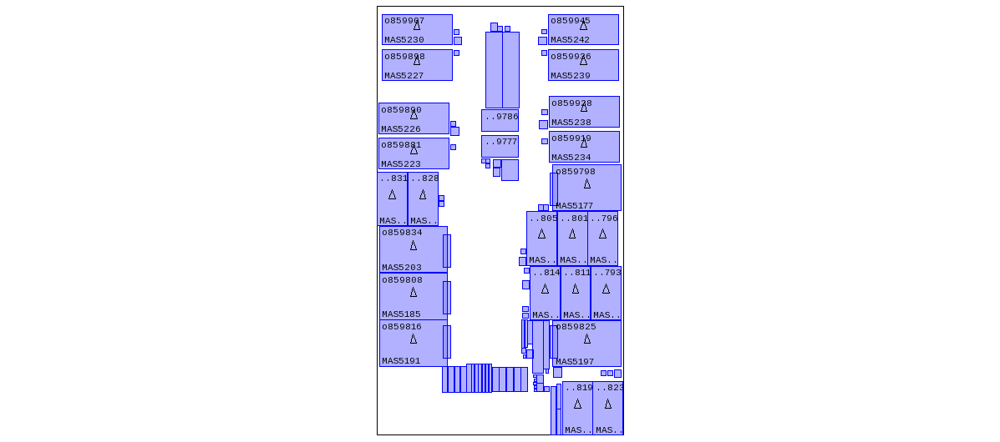 o859907
MAS5230
o859898
MAS5227
o859945
MAS5242
o859936
MAS5239
..9786
..9777
o859890
MAS5226
o859881
MAS5223
o859928
MAS5238
o859919
MAS5234
..831
..828
MAS..
MAS..
o859798
MAS5177
..805
..801
..796
MAS..
MAS..
MAS..
o859834
MAS5203
o859808
MAS5185
o859816
MAS5191
..814
..811
..793
MAS..
MAS..
MAS..
o859825
MAS5197
..819
..823
MAS..
MAS..